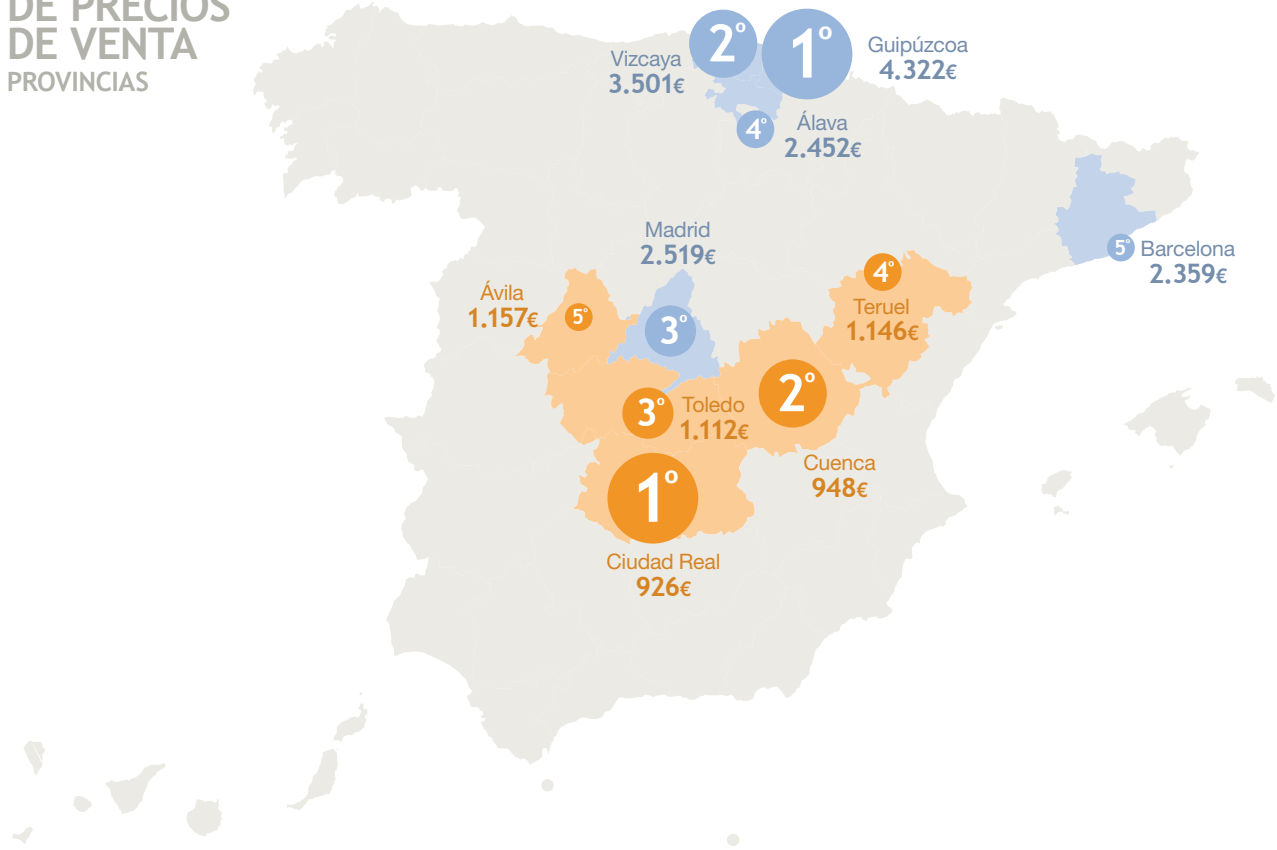 DE PRECIOS
DE VENTA
PROVINCIAS
2º
1º
Vizcaya
3.501€
Guipúzcoa
4.322€
4º
Álava
2.452€
Madrid
2.519€
3º
5º
Barcelona
2.359€
Ávila
1.157€
5º
4º
Teruel
1.146€
3º
Toledo
1.112€
2º
Cuenca
948€
1º
Ciudad Real
926€